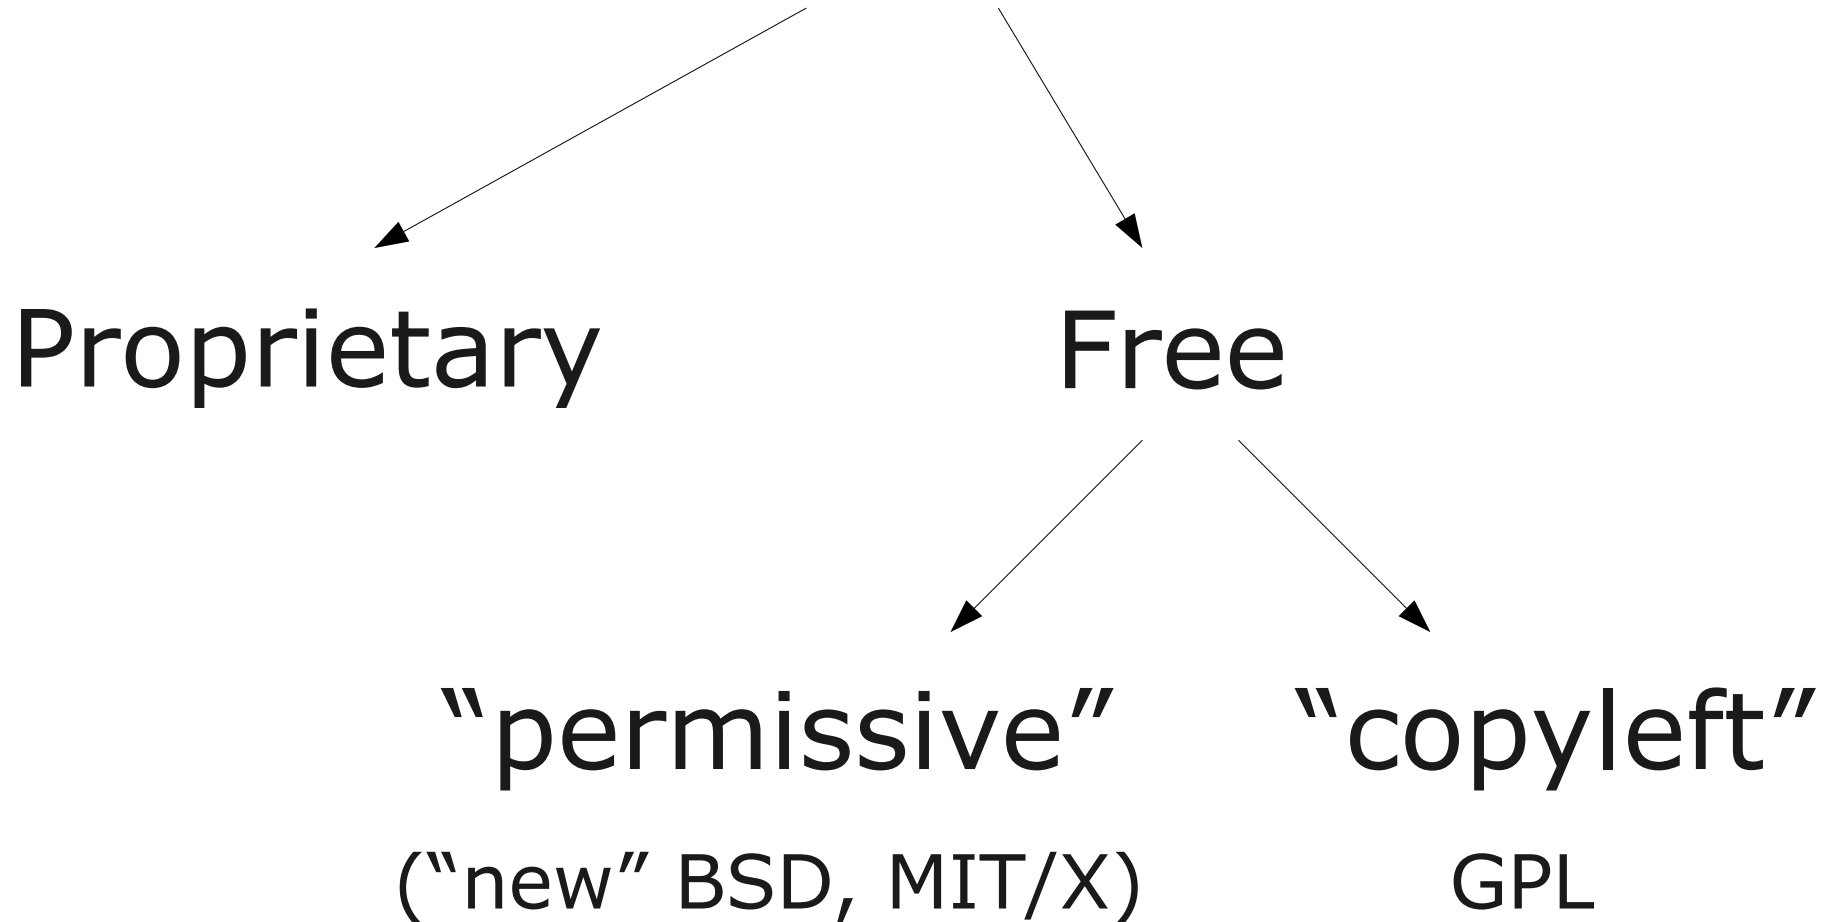 Proprietary Free
“permissive” “copyleft”
(“new” BSD, MIT/X) GPL